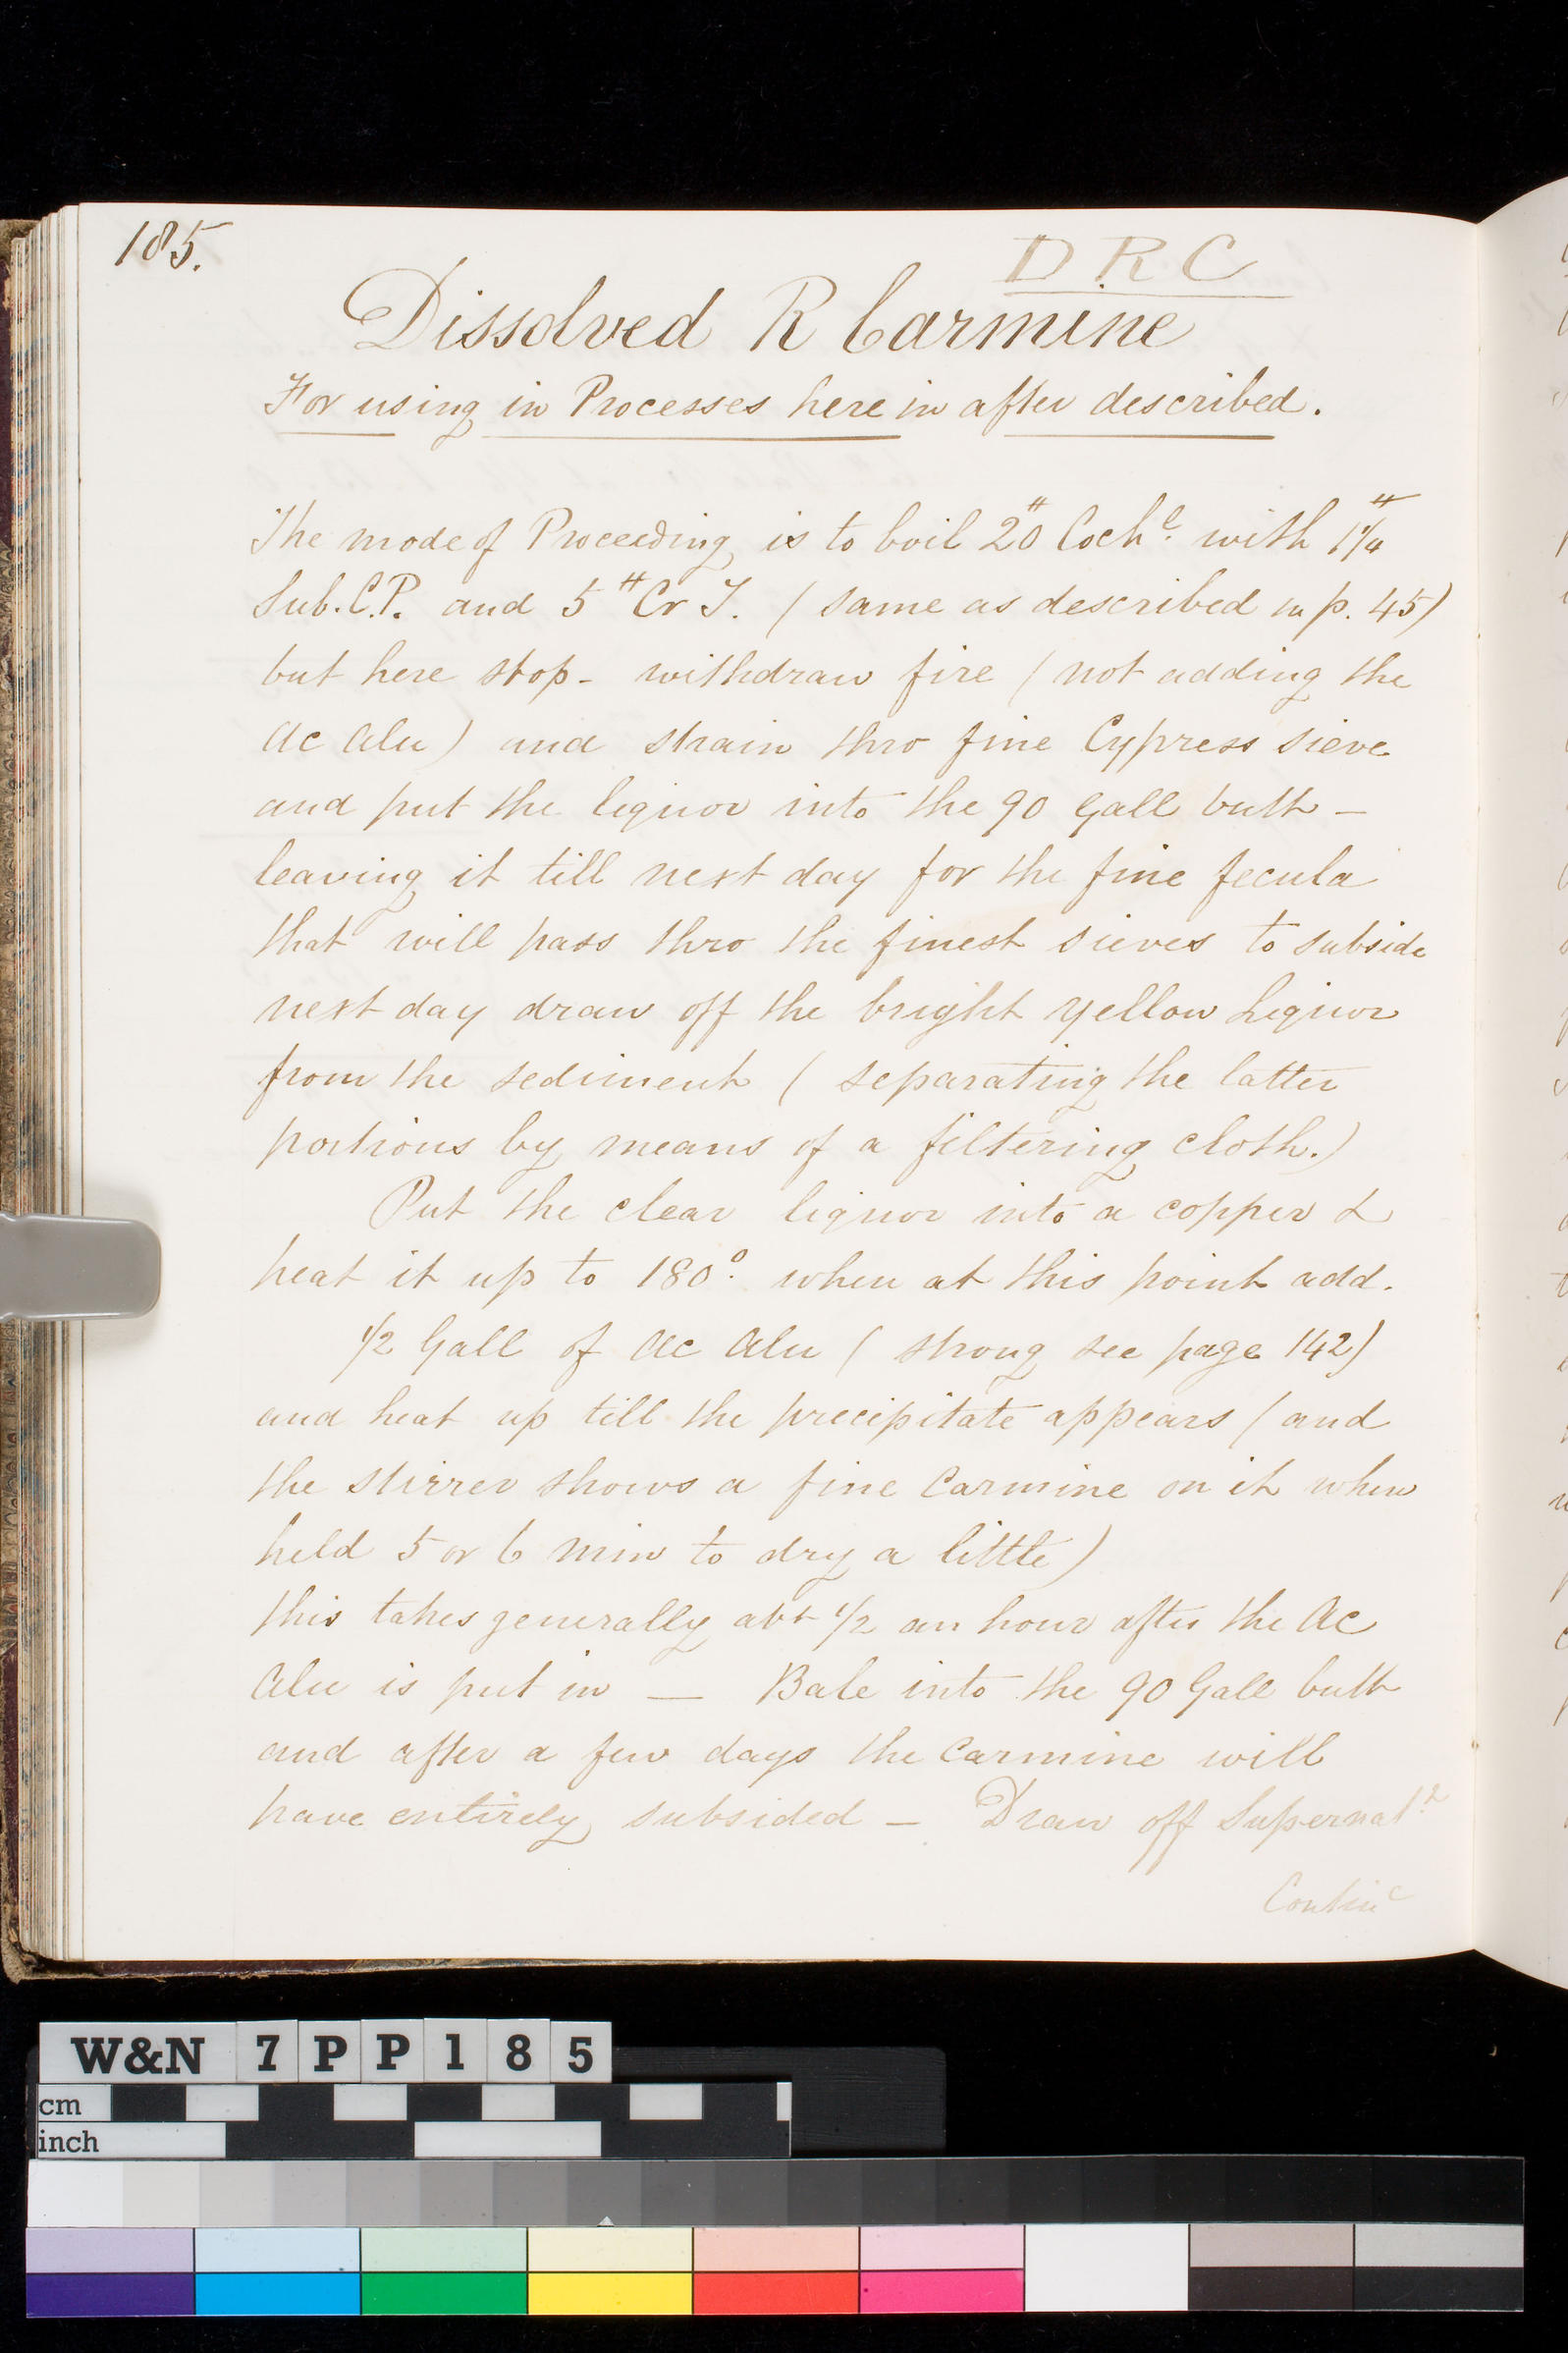 185.
D R C
Dissolved R Carmine
For using in Processes here in after described.
The mode of Proceeding is to boil 20 # Cochl. with 1 1/4 #
Sub. C.P. and 5 # Cr T. (same as described in p. 45)
but here stop - withdraw fire (not adding the
Ac Alu) and strain thro fine Cypress sieve
and put the liquor into the 90 Gall butt -
leaving it till next day for the fine fecula
that will pass thro the finest sieves to subside
next day draw off the bright yellow Liquor
from the sediment (separating the latter
portions by means of a filtering cloth.)
Put the clear liquor into a copper &
heat it up to 180°. when at this point add.
1/2 Gall of Ac Alu (strong see page 142)
and heat up till the precipitate appears (and
the stirrer shows a fine Carmine on it when
held 5 or 6 min to dry a little)
this takes generally abt 1/2 an hour after the Ac
Alu is put in — Bale into the 90 Gall butt
and after a few days the Carmine will
have entirely subsided - Draw off
W&N 7PP185
cm
inch